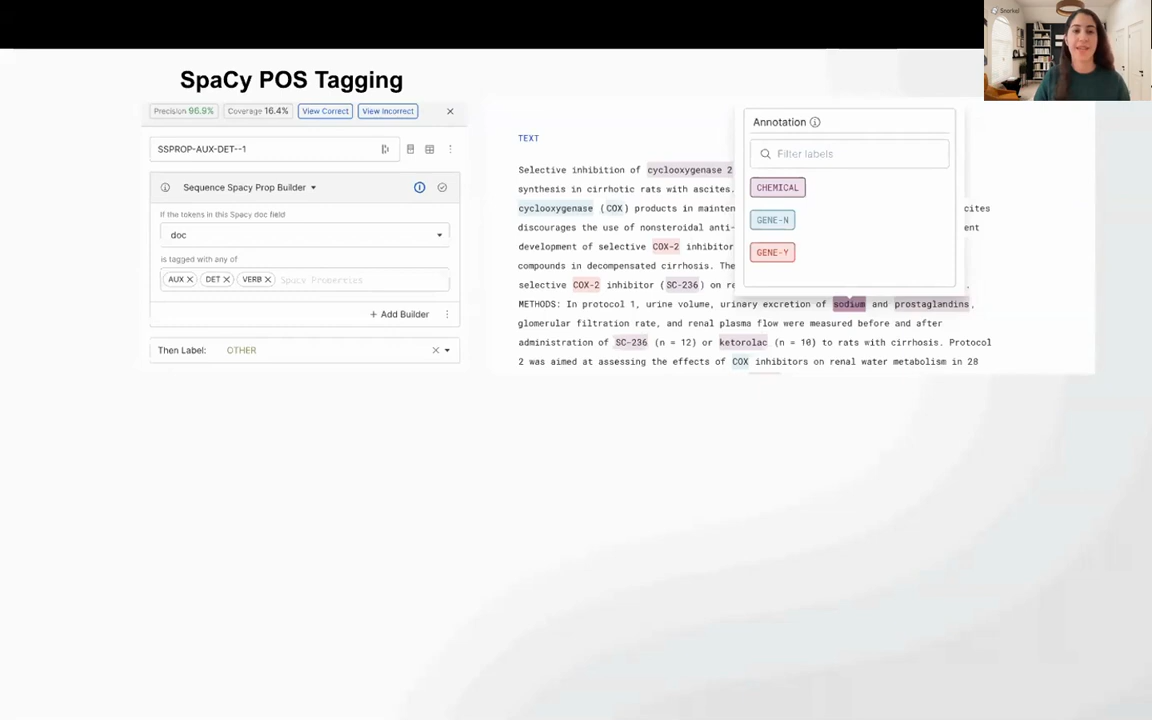 Snorkel
SpaCy POS Tagging
Precision 96.9% Coverage 16.4% View Correct View Incorrect
SSPROP-AUX-DET--1
Sequence Spacy Prop Builder
If the tokens in this Spacy doc field
doc
is tagged with any of
AUX DET VERB Spacy Properties
+ Add Builder
Then Label: OTHER
TEXT
Selective inhibition of cyclooxygenase 2
synthesis in cirrhotic rats with ascites.
cyclooxygenase (COX) products in mainten cites
discourages the use of nonsteroidal anti- ent
development of selective COX-2 inhibitor
compounds in decompensated cirrhosis. The
selective COX-2 inhibitor (SC-236) on re .
METHODS: In protocol 1, urine volume, urinary excretion of sodium and prostaglandins,
glomerular filtration rate, and renal plasma flow were measured before and after
administration of SC-236 (n = 12) or ketorolac (n = 10) to rats with cirrhosis. Protocol
2 was aimed at assessing the effects of COX inhibitors on renal water metabolism in 28
Annotation
Filter labels
CHEMICAL
GENE-N
GENE-Y